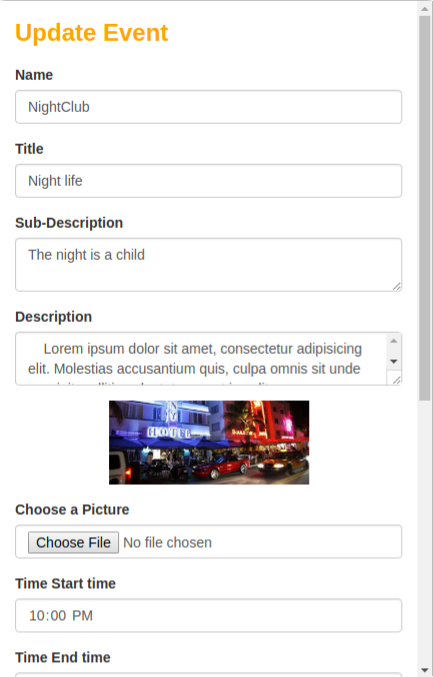 Update Event
Name
NightClub
Title
Night life
Sub-Description
The night is a child
Description
Lorem ipsum dolor sit amet, consectetur adipisicing
elit. Molestias accusantium quis, culpa omnis sit unde
HOTEL
Choose a Picture
Choose File No file chosen
Time Start time
10:00 PM
Time End time